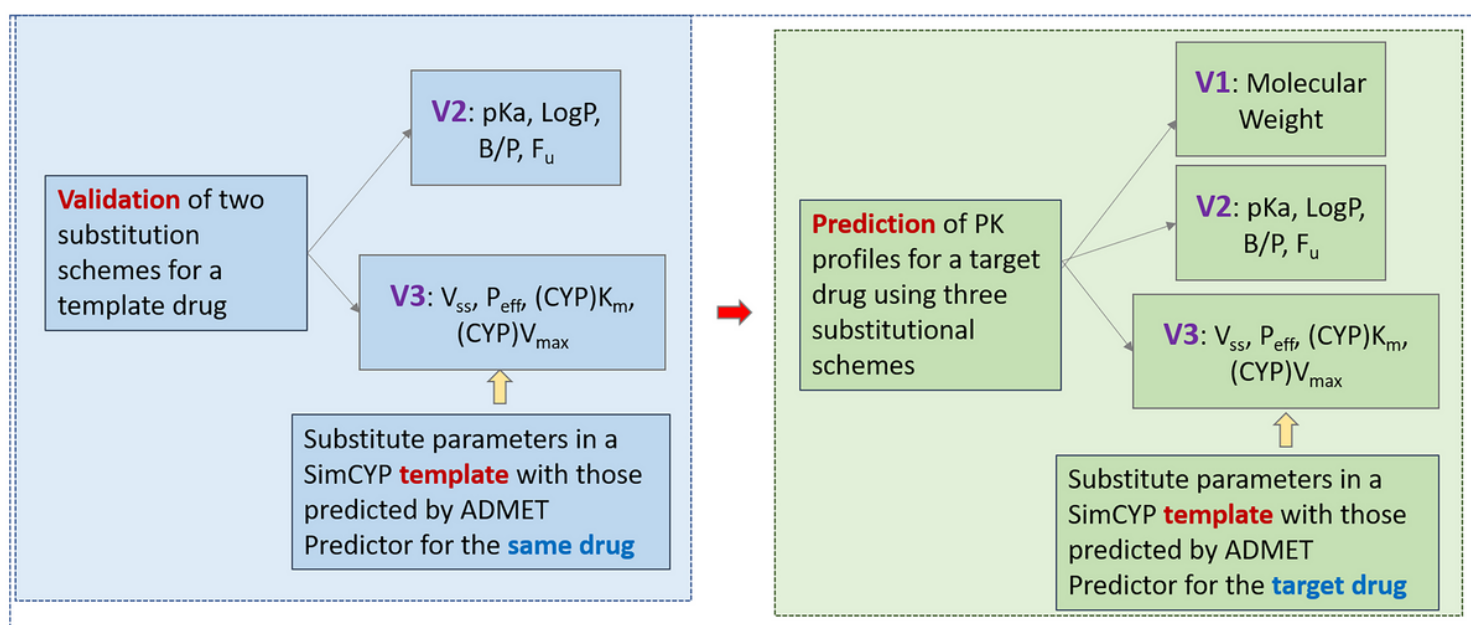 Validation of two
substitution
schemes for a
template drug
V2: pKa, LogP,
B/P, Fu
V3: Vss, Peff, (CYP)Km,
(CYP)Vmax
Substitute parameters in a
SimCYP template with those
predicted by ADMET
Predictor for the same drug
Prediction of PK
profiles for a target
drug using three
substitutional
schemes
V1: Molecular
Weight
V2: pKa, LogP,
B/P, Fu
V3: Vss, Peff, (CYP)Km,
(CYP)Vmax
Substitute parameters in a
SimCYP template with those
predicted by ADMET
Predictor for the target drug